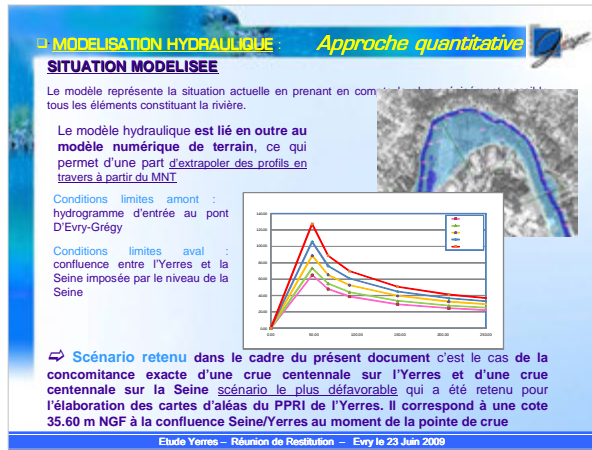 ❑ MODELISATION HYDRAULIQUE : Approche quantitative
SITUATION MODELISEE
Le modèle représente la situation actuelle en prenant en
tous les éléments constituant la rivière.
Le modèle hydraulique est lié en outre au
modèle numérique de terrain, ce qui
permet d'une part d'extrapoler des profils en
travers à partir du MNT
Conditions limites amont :
hydrogramme d'entrée au pont
D'Evry-Grégy
Conditions limites aval :
confluence entre l'Yerres et la
Seine imposée par le niveau de la
Seine
⇨ Scénario retenu dans le cadre du présent document c'est le cas de la
concomitance exacte d'une crue centennale sur l'Yerres et d'une crue
centennale sur la Seine scénario le plus défavorable qui a été retenu pour
l'élaboration des cartes d'aléas du PPRI de l'Yerres. Il correspond à une cote
35.60 m NGF à la confluence Seine/Yerres au moment de la pointe de crue
Etude Yerres – Réunion de Restitution – Evry le 23 Juin 2009